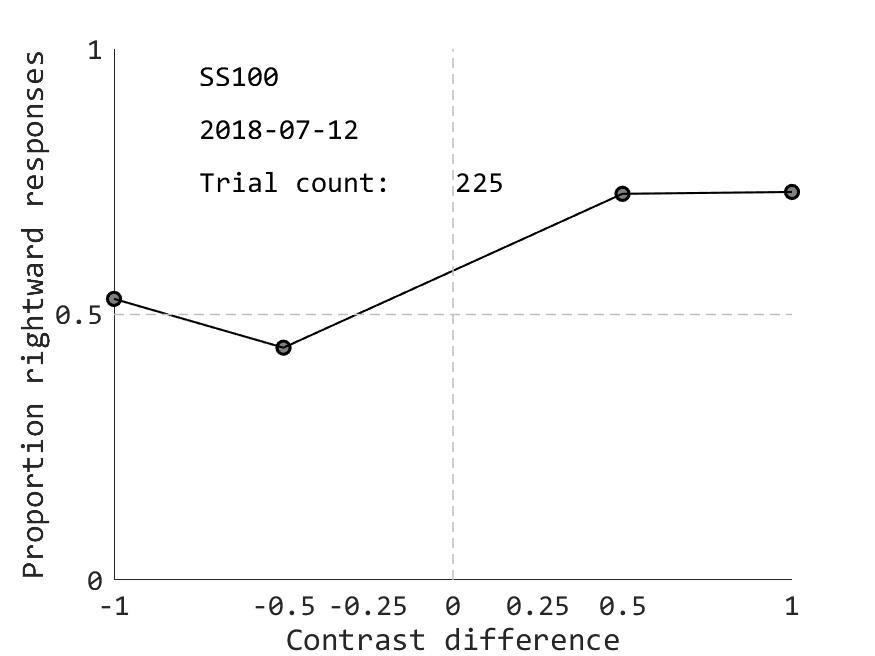 1
SS100
2018-07-12
Trial count: 225
Proportion rightward responses
0.5
0
-1 -0.5 -0.25 0 0.25 0.5 1
Contrast difference